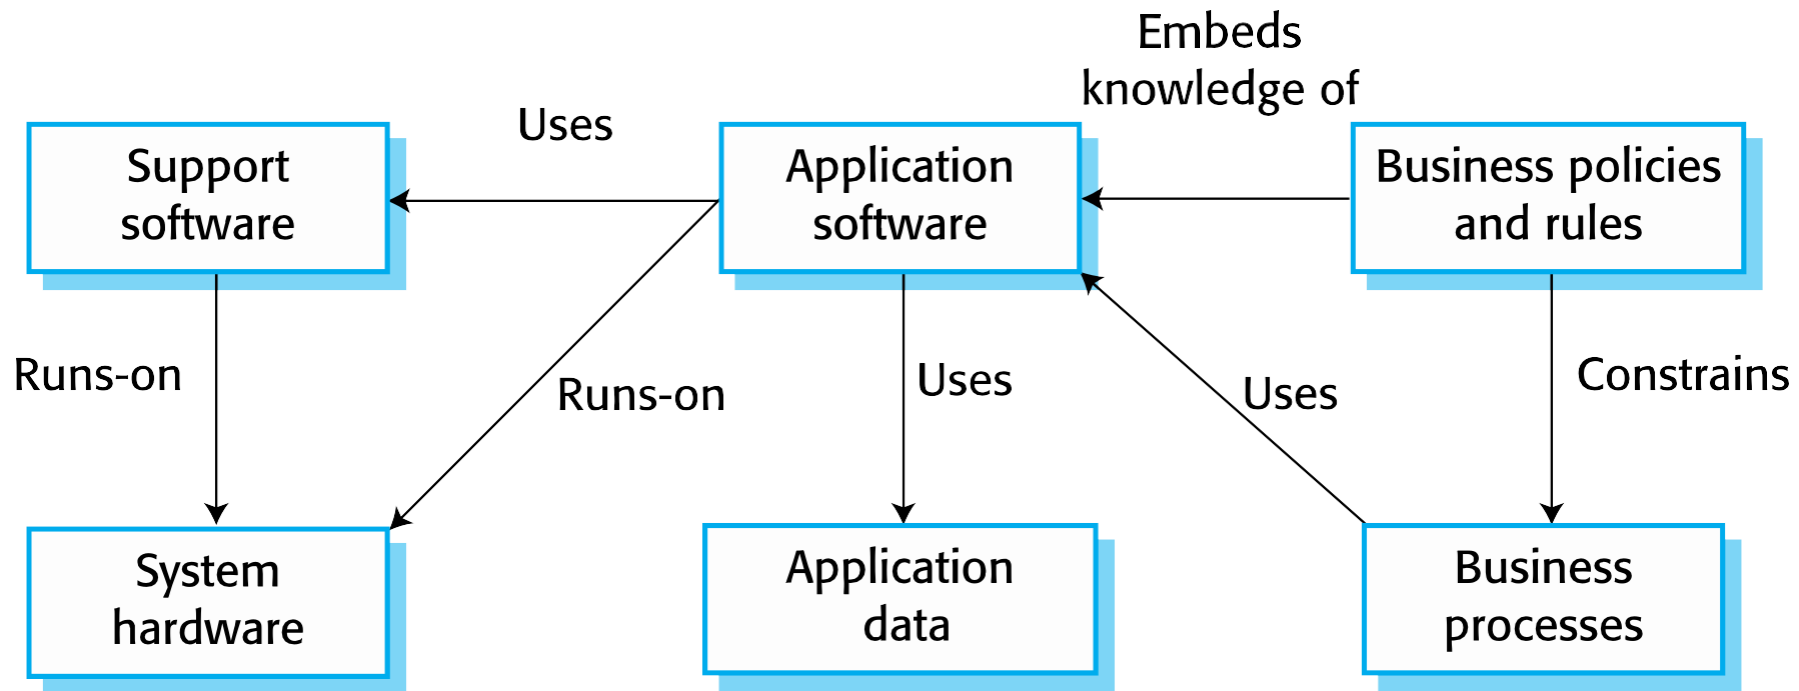 Embeds
knowledge of
Uses
Support
software
Application
software
Business policies
and rules
Runs-on
Runs-on
Uses
Uses
Constrains
System
hardware
Application
data
Business
processes